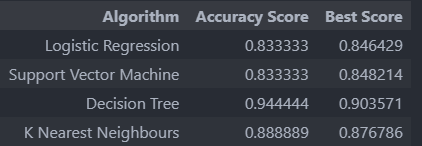 Algorithm Accuracy Score Best Score
Logistic Regression 0.833333 0.846429
Support Vector Machine 0.833333 0.848214
Decision Tree 0.944444 0.903571
K Nearest Neighbours 0.888889 0.876786